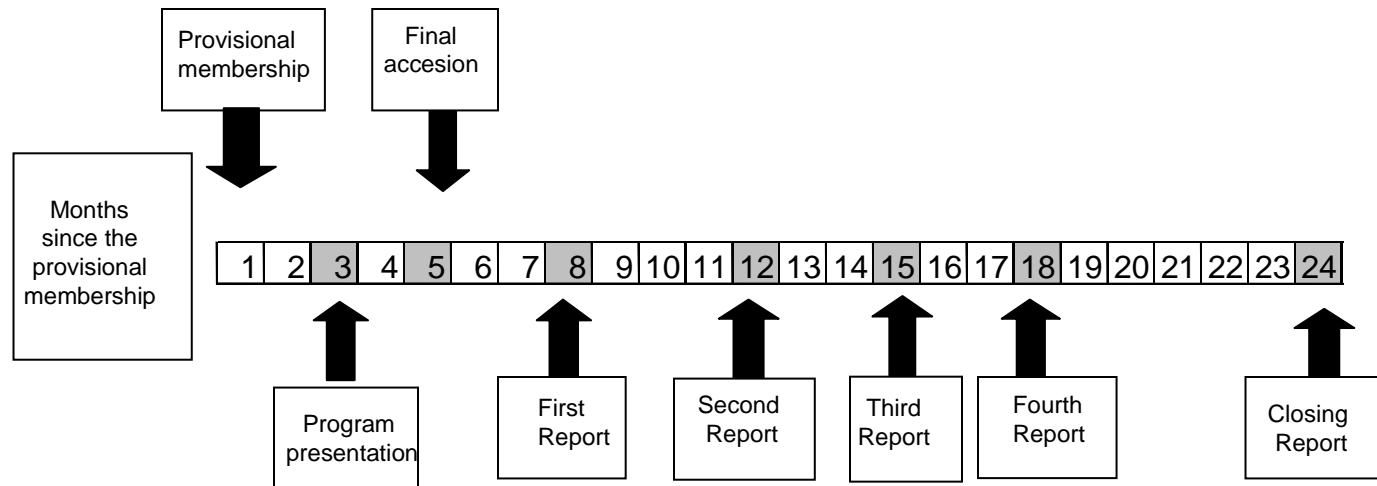 Provisional
membership
Final
accesion
Months
since the
provisional
membership
1 2 3 4 5 6 7 8 9 10 11 12 13 14 15 16 17 18 19 20 21 22 23 24
Program
presentation
First
Report
Second
Report
Third
Report
Fourth
Report
Closing
Report